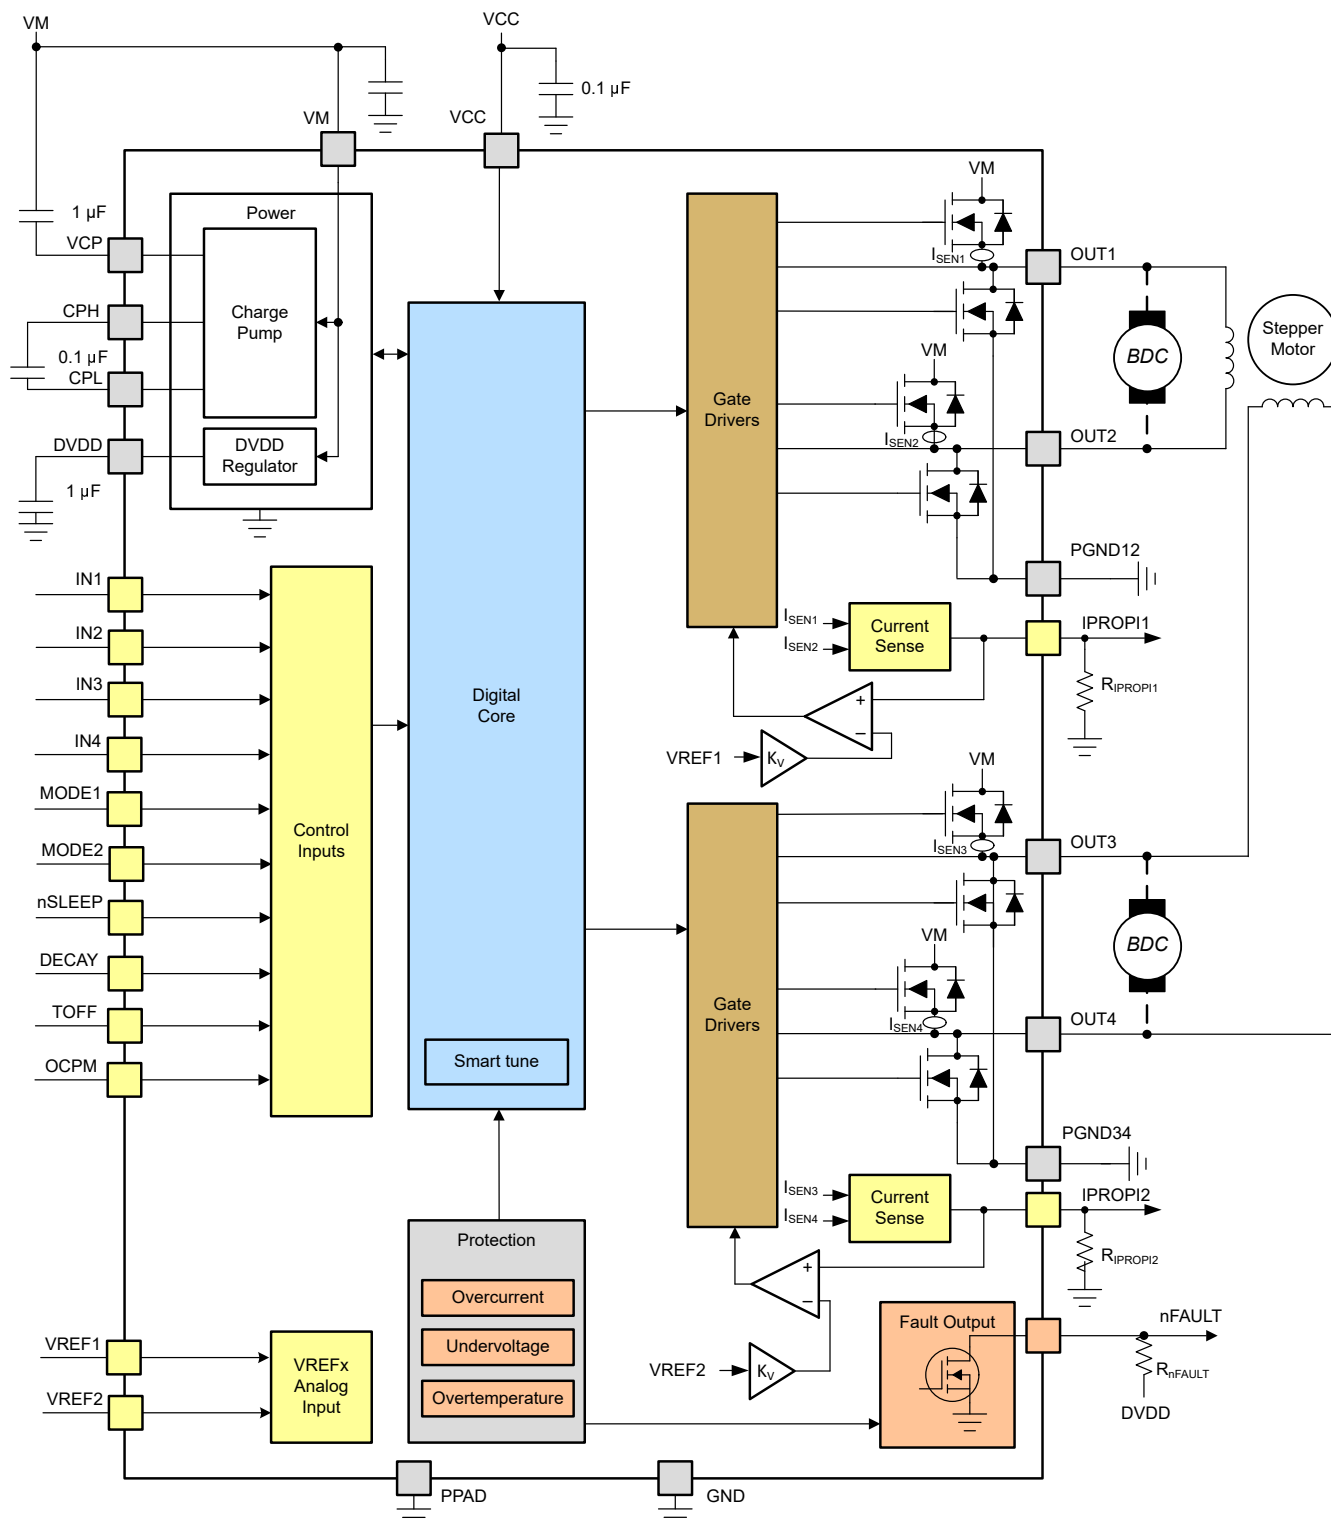 VM
VCC
0.1 µF
VM
VCC
VM
1 µF
Power
VCP
ISEN1
OUT1
CPH
Charge
Pump
Stepper
Motor
0.1 µF
CPL
BDC
VM
Gate
Drivers
DVDD
DVDD
Regulator
ISEN2
OUT2
1 µF
PGND12
IN1
ISEN1
ISEN2
Current
Sense
IPROPI1
IN2
IN3
RIPROPI1
Digital
Core
+
−
IN4
VREF1
KV
VM
MODE1
Control
Inputs
MODE2
ISEN3
OUT3
nSLEEP
VM
BDC
DECAY
Gate
Drivers
TOFF
ISEN4
OUT4
OCPM
Smart tune
PGND34
ISEN3
ISEN4
Current
Sense
IPROPI2
Protection
RIPROPI2
+
−
Overcurrent
Undervoltage
Overtemperature
Fault Output
nFAULT
VREF1
VREFx
Analog
Input
VREF2
KV
RnFAULT
VREF2
DVDD
PPAD
GND